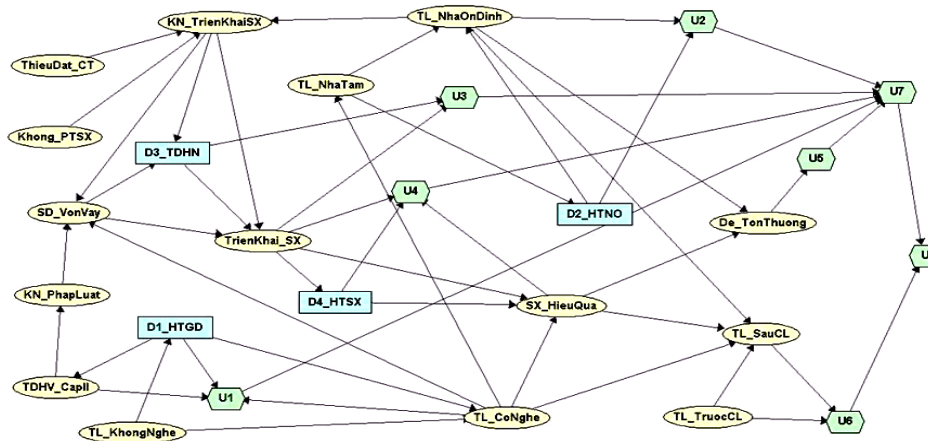 KN_TrienKhaiSX
TL_NhaOnDinh
U2
ThieuDat_CT
TL_NhaTam
U3
U7
Khong_PTSX
D3_TDHN
U5
U4
SD_VonVay
D2_HTNO
De_TonThuong
TrienKhai_SX
U
KN_PhapLuat
D4_HTSX
SX_HieuQua
D1_HTGD
TL_SauCL
TDHV_CapII
U1
TL_KhongNghe
TL_CoNghe
TL_TruocCL
U6